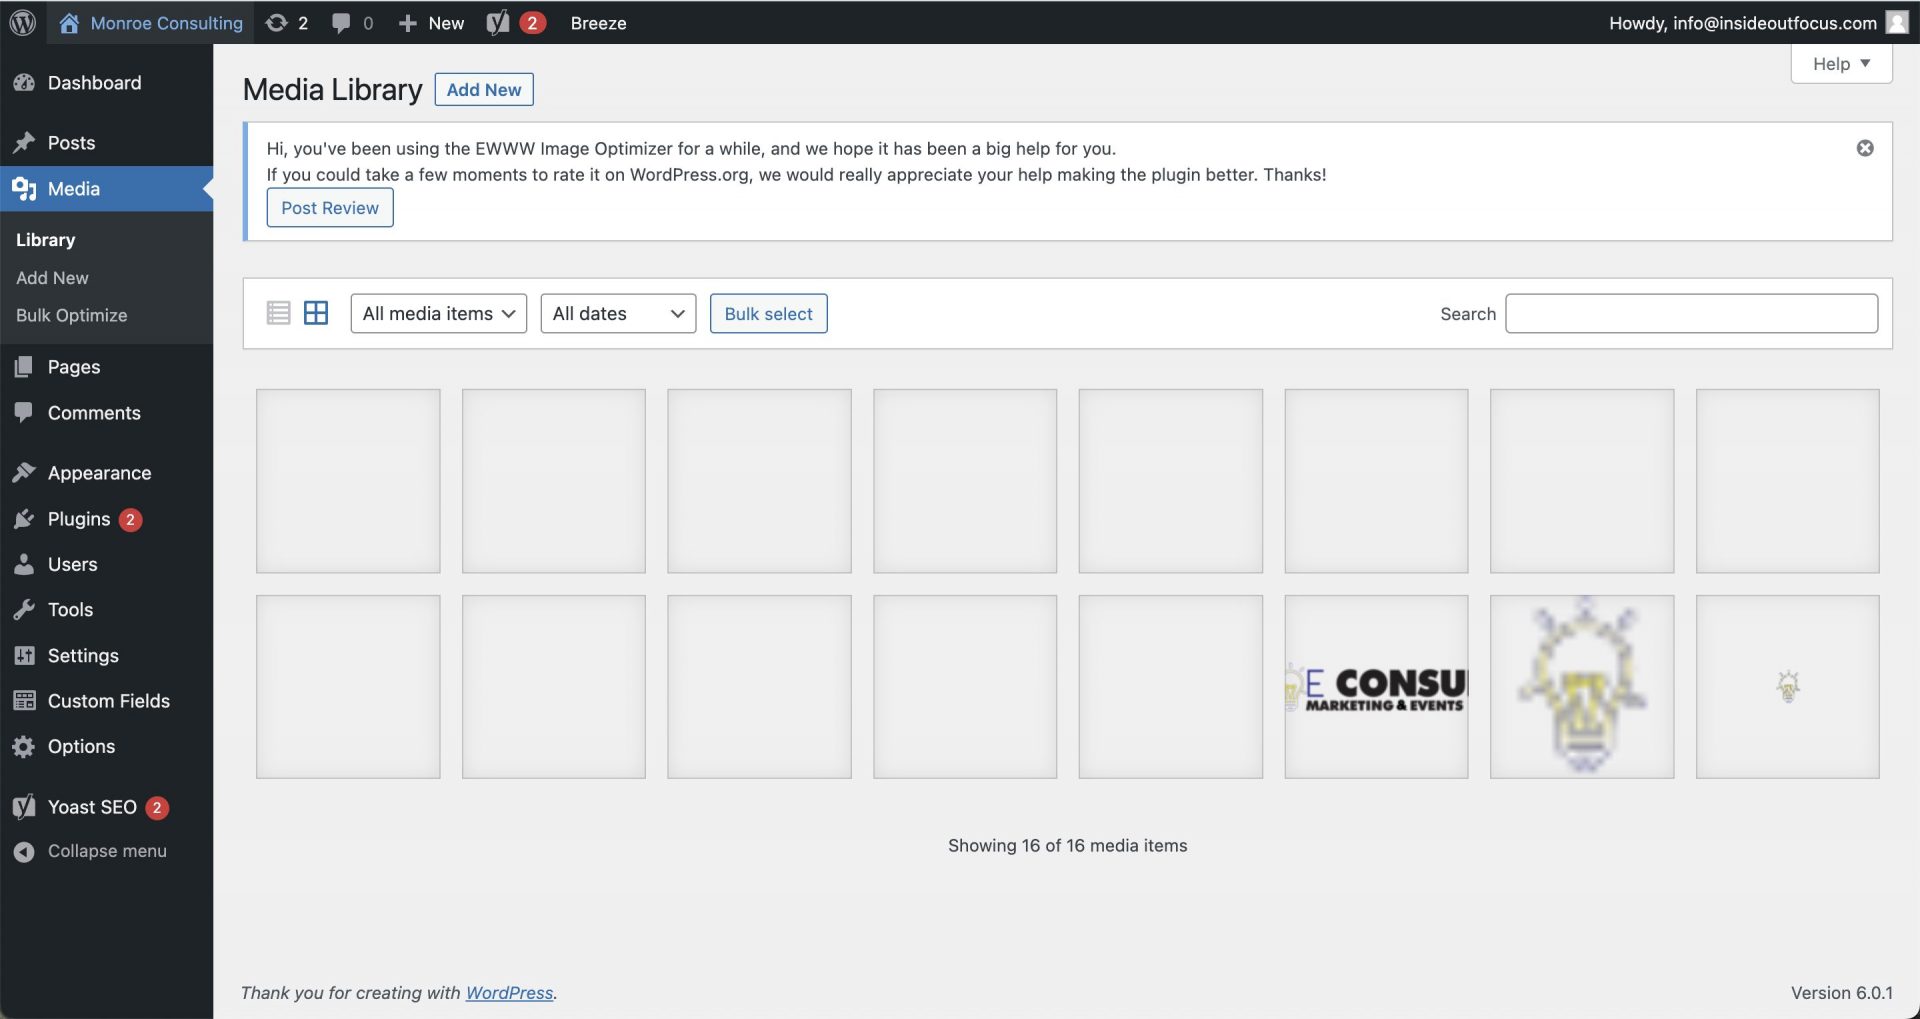 Monroe Consulting
2
0
New
2
Breeze
Howdy, info@insideoutfocus.com
Help
Dashboard
Posts
Media
Library
Add New
Bulk Optimize
Pages
Comments
Appearance
Plugins 2
Users
Tools
Settings
Custom Fields
Options
Yoast SEO 2
Collapse menu
Media Library
Add New
Hi, you've been using the EWWW Image Optimizer for a while, and we hope it has been a big help for you.
If you could take a few moments to rate it on WordPress.org, we would really appreciate your help making the plugin better. Thanks!
Post Review
All media items
All dates
Bulk select
Search
E CONSU
MARKETING & EVENTS
Showing 16 of 16 media items
Thank you for creating with WordPress.
Version 6.0.1